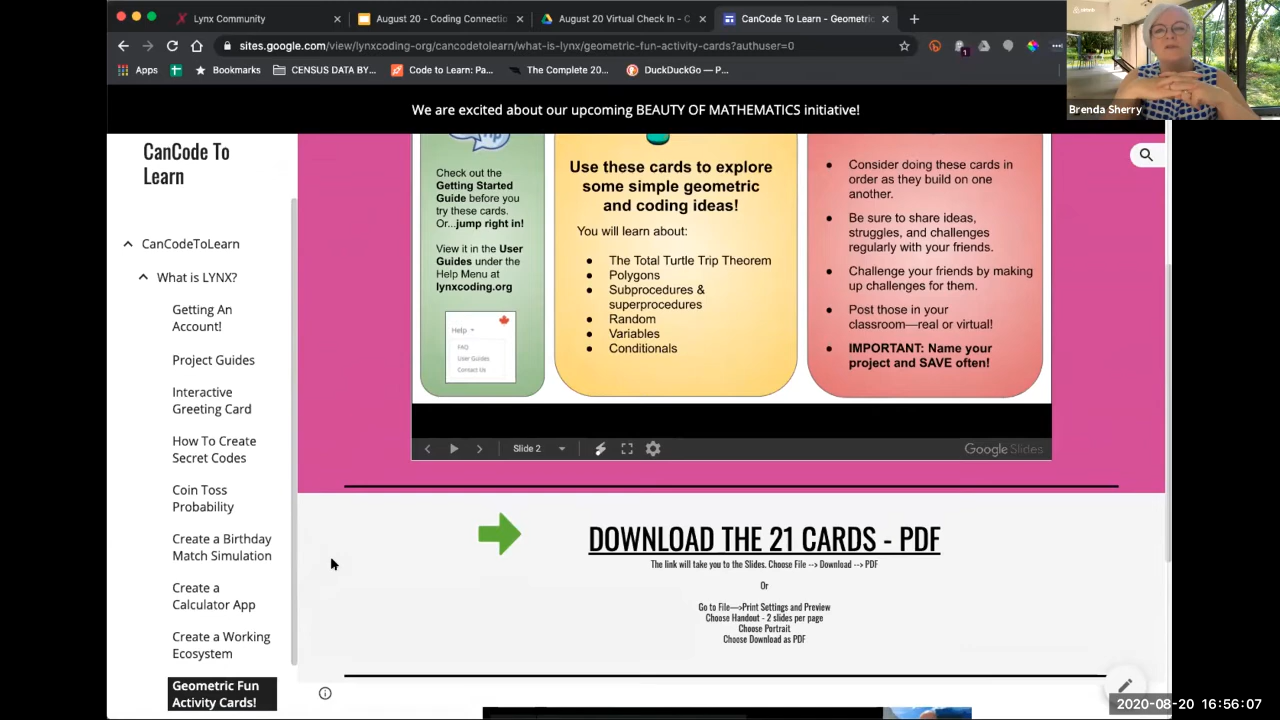 Lynx Community
August 20 - Coding Connectio
August 20 Virtual Check In - C
CanCode To Learn - Geometric
sites.google.com/view/lynxcoding-org/cancodetolearn/what-is-lynx/geometric-fun-activity-cards?authuser=0
Apps
Bookmarks
CENSUS DATA BY...
Code to Learn: Pa...
The Complete 20...
DuckDuckGo — P...
Brenda Sherry
We are excited about our upcoming BEAUTY OF MATHEMATICS initiative!
CanCode To
Learn
CanCodeToLearn
What is LYNX?
Getting An
Account!
Project Guides
Interactive
Greeting Card
How To Create
Secret Codes
Coin Toss
Probability
Create a Birthday
Match Simulation
Create a
Calculator App
Create a Working
Ecosystem
Geometric Fun
Activity Cards!
Check out the
Getting Started
Guide before you
try these cards.
Or...jump right in!
View it in the User
Guides under the
Help Menu at
lynxcoding.org
Help
FAQ
User Guides
Contact Us
Use these cards to explore
some simple geometric
and coding ideas!
You will learn about:
● The Total Turtle Trip Theorem
● Polygons
● Subprocedures &
superprocedures
● Random
● Variables
● Conditionals
● Consider doing these cards in
order as they build on one
another.
● Be sure to share ideas,
struggles, and challenges
regularly with your friends.
● Challenge your friends by making
up challenges for them.
● Post those in your
classroom—real or virtual!
● IMPORTANT: Name your
project and SAVE often!
Slide 2
Google Slides
DOWNLOAD THE 21 CARDS - PDF
The link will take you to the Slides. Choose File --> Download --> PDF
Or
Go to File—>Print Settings and Preview
Choose Handout - 2 slides per page
Choose Portrait
Choose Download as PDF
2020-08-20 16:56:07